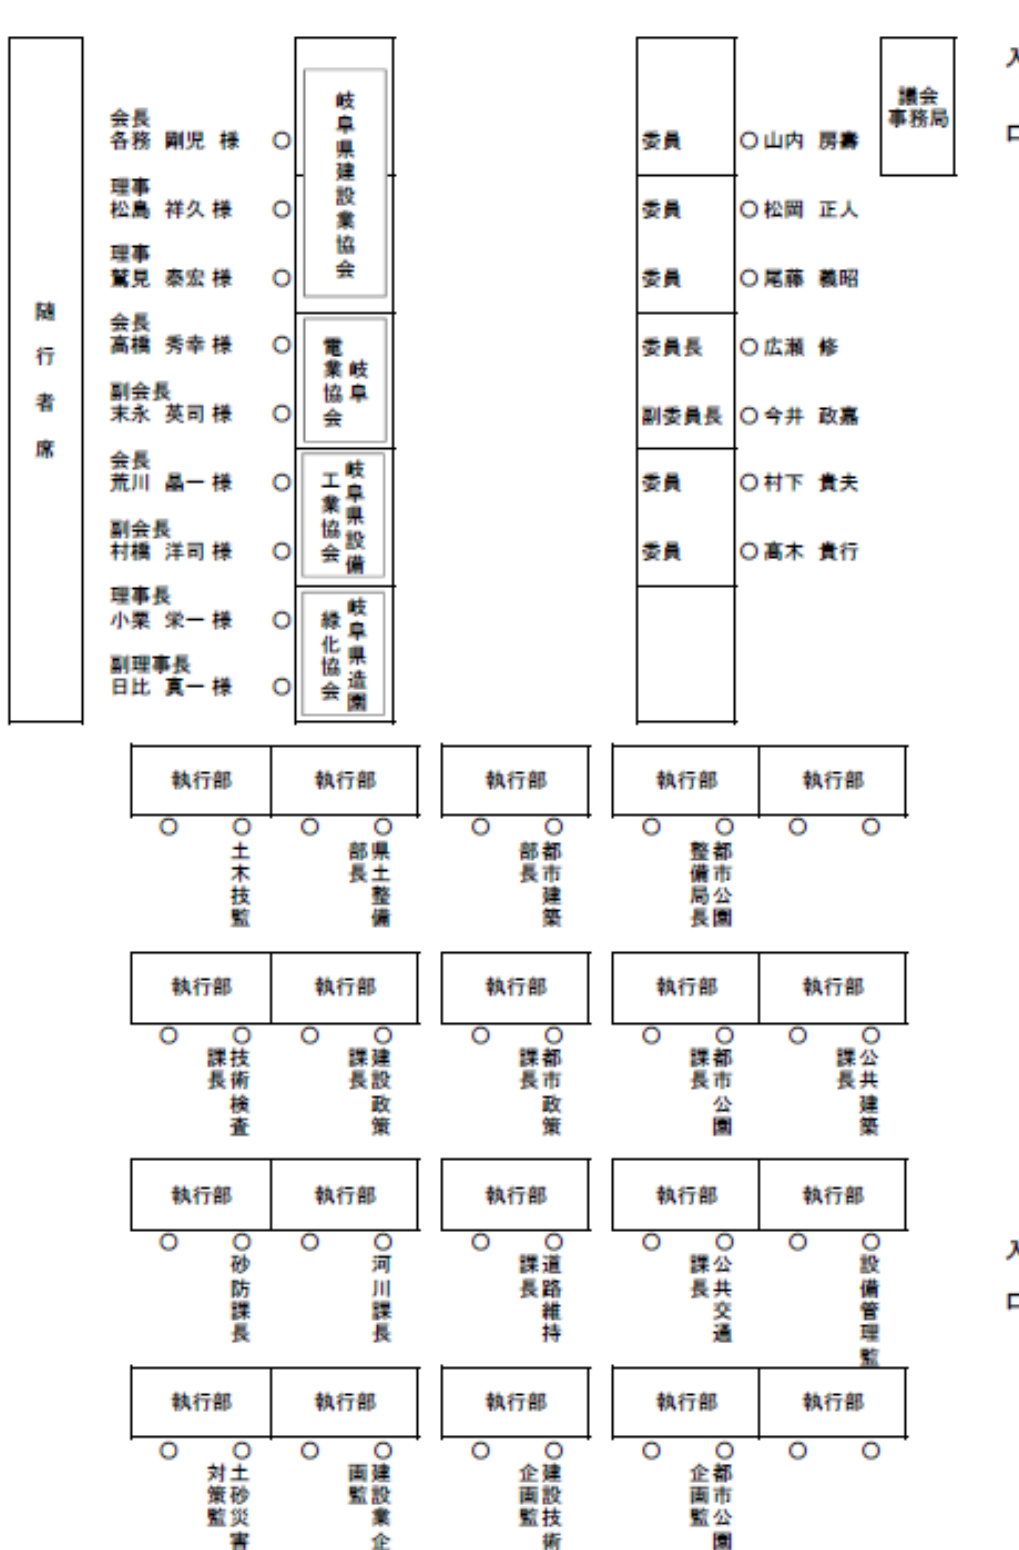 随行者席
会長
各務 剛児 様 ○
理事
松島 祥久 様 ○
理事
鷲見 泰宏 様 ○
会長
高橋 秀幸 様 ○
副会長
末永 英司 様 ○
会長
荒川 晶一 様 ○
副会長
村橋 洋司 様 ○
理事長
小栗 栄一 様 ○
副理事長
日比 真一 様 ○
岐阜県建設業協会
岐阜
電業協会
岐阜県設備
工業協会
岐阜県造園
緑化協会
委員 ○山内 房壽
委員 ○松岡 正人
委員 ○尾藤 義昭
委員長 ○広瀬 修
副委員長 ○今井 政嘉
委員 ○村下 貴夫
委員 ○髙木 貴行
議会
事務局
入
口
執行部 執行部 執行部 執行部 執行部
○ ○ ○ ○ ○ ○ ○ ○ ○ ○
土木技監
県土整備
部長
都市建築
部長
都市公園
整備局長
執行部 執行部 執行部 執行部 執行部
○ ○ ○ ○ ○ ○ ○ ○ ○ ○
技術検査
課長
建設政策
課長
都市政策
課長
都市公園
課長
公共建築
課長
執行部 執行部 執行部 執行部 執行部
○ ○ ○ ○ ○ ○ ○ ○ ○ ○
砂防課長
河川課長
道路維持
課長
公共交通
課長
設備管理監
入
口
執行部 執行部 執行部 執行部 執行部
○ ○ ○ ○ ○ ○ ○ ○ ○ ○
土砂災害
対策監
建設業企
画監
建設技術
企画監
都市公園
企画監